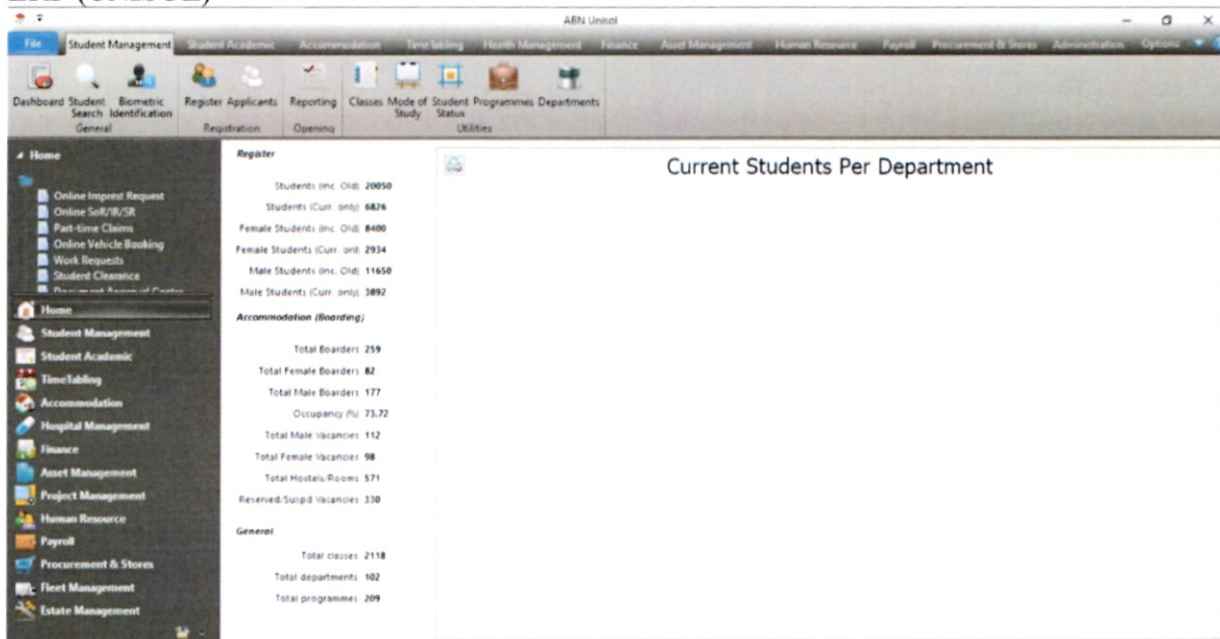 ABN Unisol
File Student Management Student Academic Accommodation TimeTabling Health Management Finance Asset Management Human Resource Payroll Procurement & Stores Administration Options
Dashboard Student Search Biometric Identification Register Applicants Reporting Classes Mode of Study Student Status Programmes Departments
General Registration Opening Utilities
Home
Online Imprest Request
Online SoR/IR/SR
Part-time Claims
Online Vehicle Booking
Work Requests
Student Clearance
Document Approval Centre
Home
Student Management
Student Academic
TimeTabling
Accommodation
Hospital Management
Finance
Asset Management
Project Management
Human Resource
Payroll
Procurement & Stores
Fleet Management
Estate Management
Register
Students (Inc. Old) 20050
Students (Curr. only) 6826
Female Students (Inc. Old) 8400
Female Students (Curr. onl) 2934
Male Students (Inc. Old) 11650
Male Students (Curr. only) 3892
Accommodation (Boarding)
Total Boarders 259
Total Female Boarders 82
Total Male Boarders 177
Occupancy (%) 73.72
Total Male Vacancies 112
Total Female Vacancies 98
Total Hostels/Rooms 571
Reserved/Suspd Vacancies 330
General
Total classes 2118
Total departments 102
Total programmes 209
Current Students Per Department